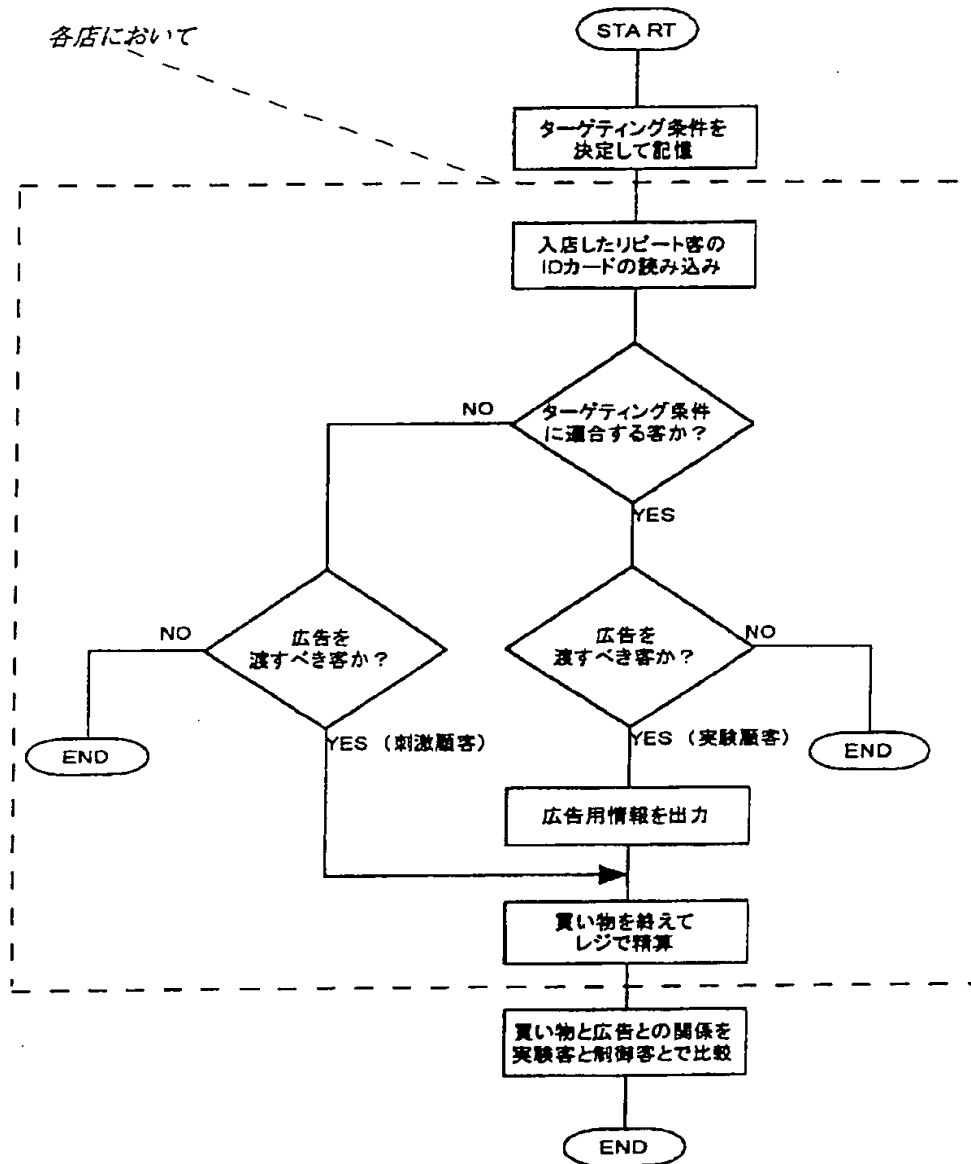 各店において
START
ターゲティング条件を
決定して記憶
入店したリピート客の
IDカードの読み込み
ターゲティング条件
に適合する客か?
NO
YES
広告を
渡すべき客か?
NO
END
YES (刺激顧客)
広告を
渡すべき客か?
NO
END
YES (実験顧客)
広告用情報を出力
買い物を終えて
レジで精算
買い物と広告との関係を
実験客と制御客とで比較
END